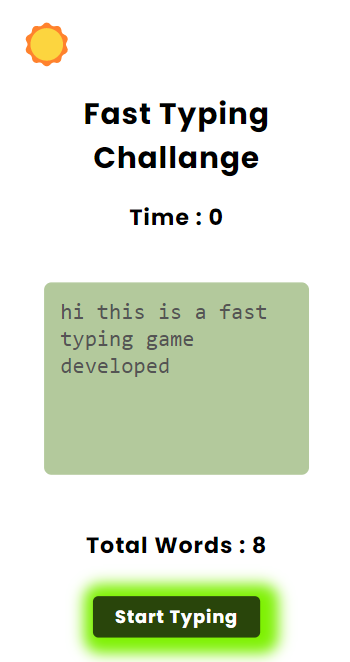 Fast Typing
Challange
Time : 0
hi this is a fast
typing game
developed
Total Words : 8
Start Typing